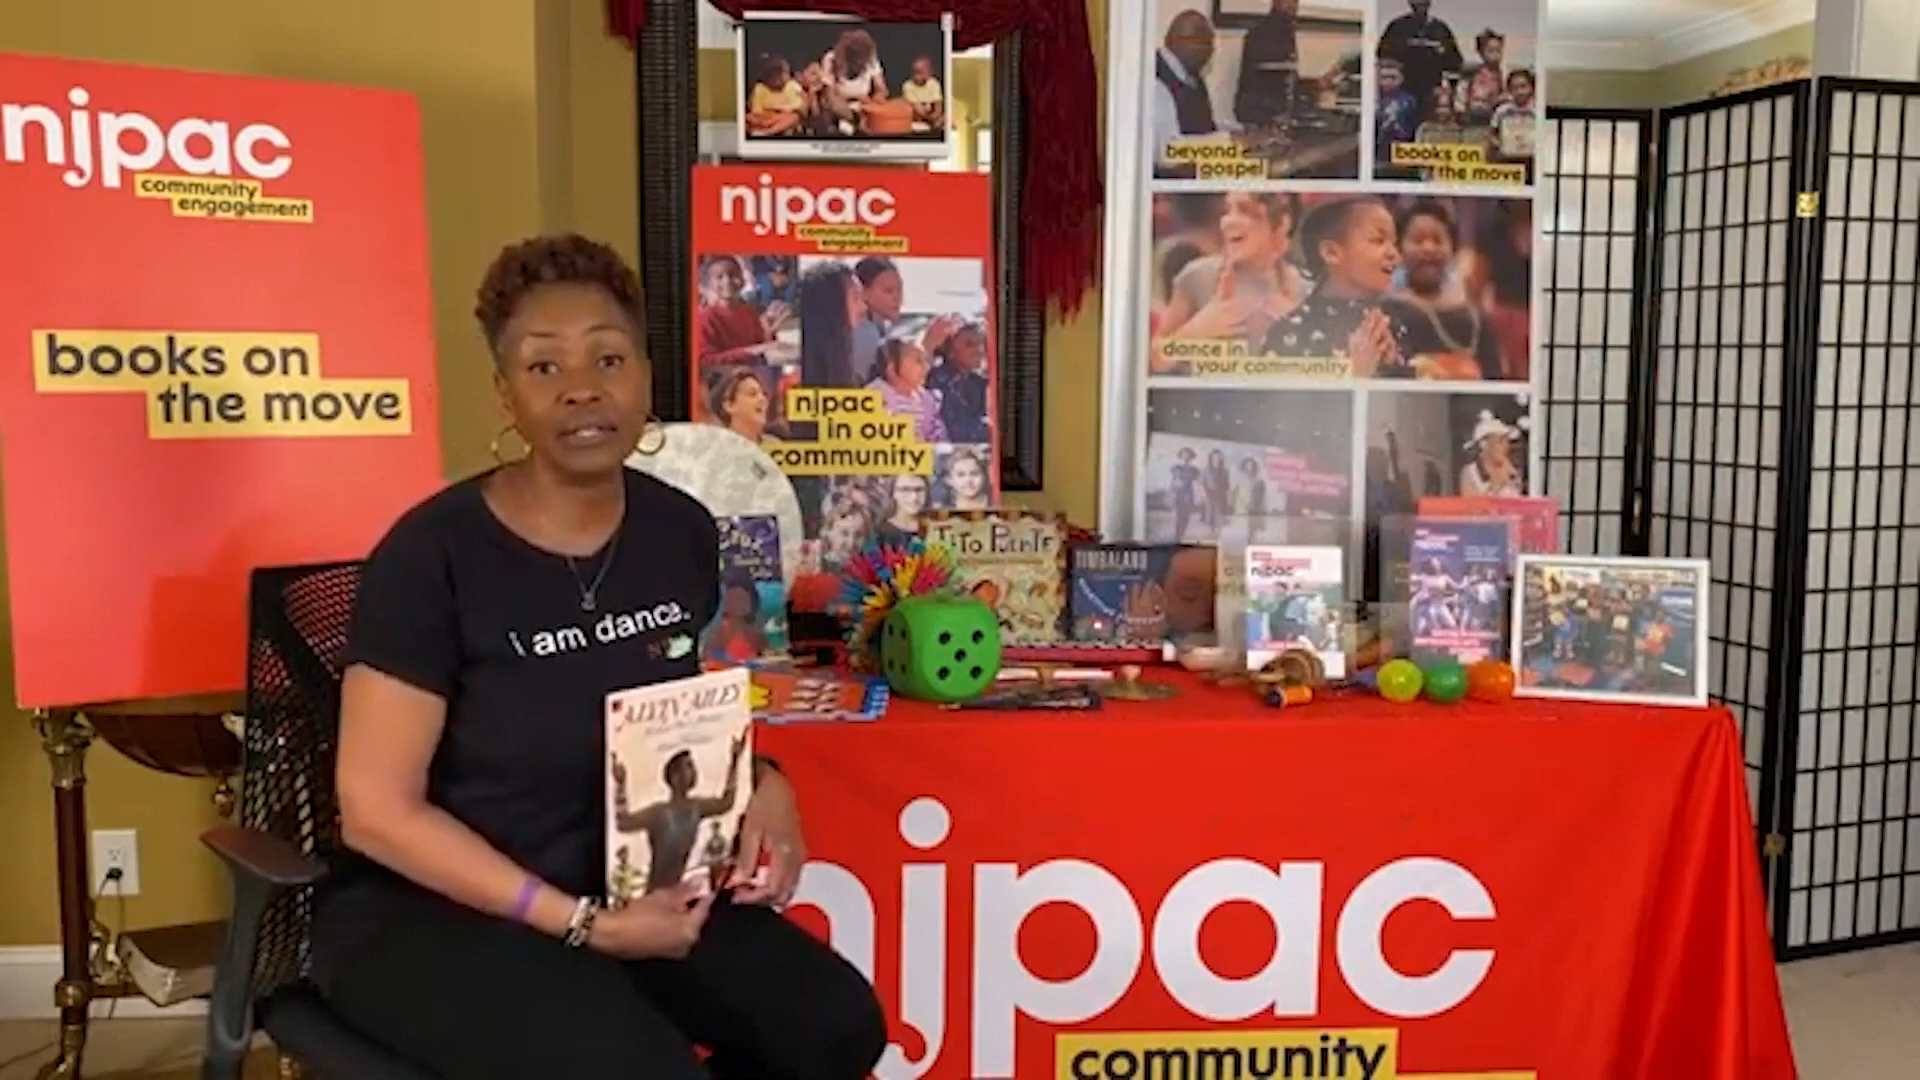 njpac
community
engagement
books on
the move
njpac
community
engagement
njpac
in our
community
beyond
gospel
books on
the move
dance in
your community
i am dance.
ALVIN AILEY
TITO PUENTE
TIMBALAND
njpac
njpac
community